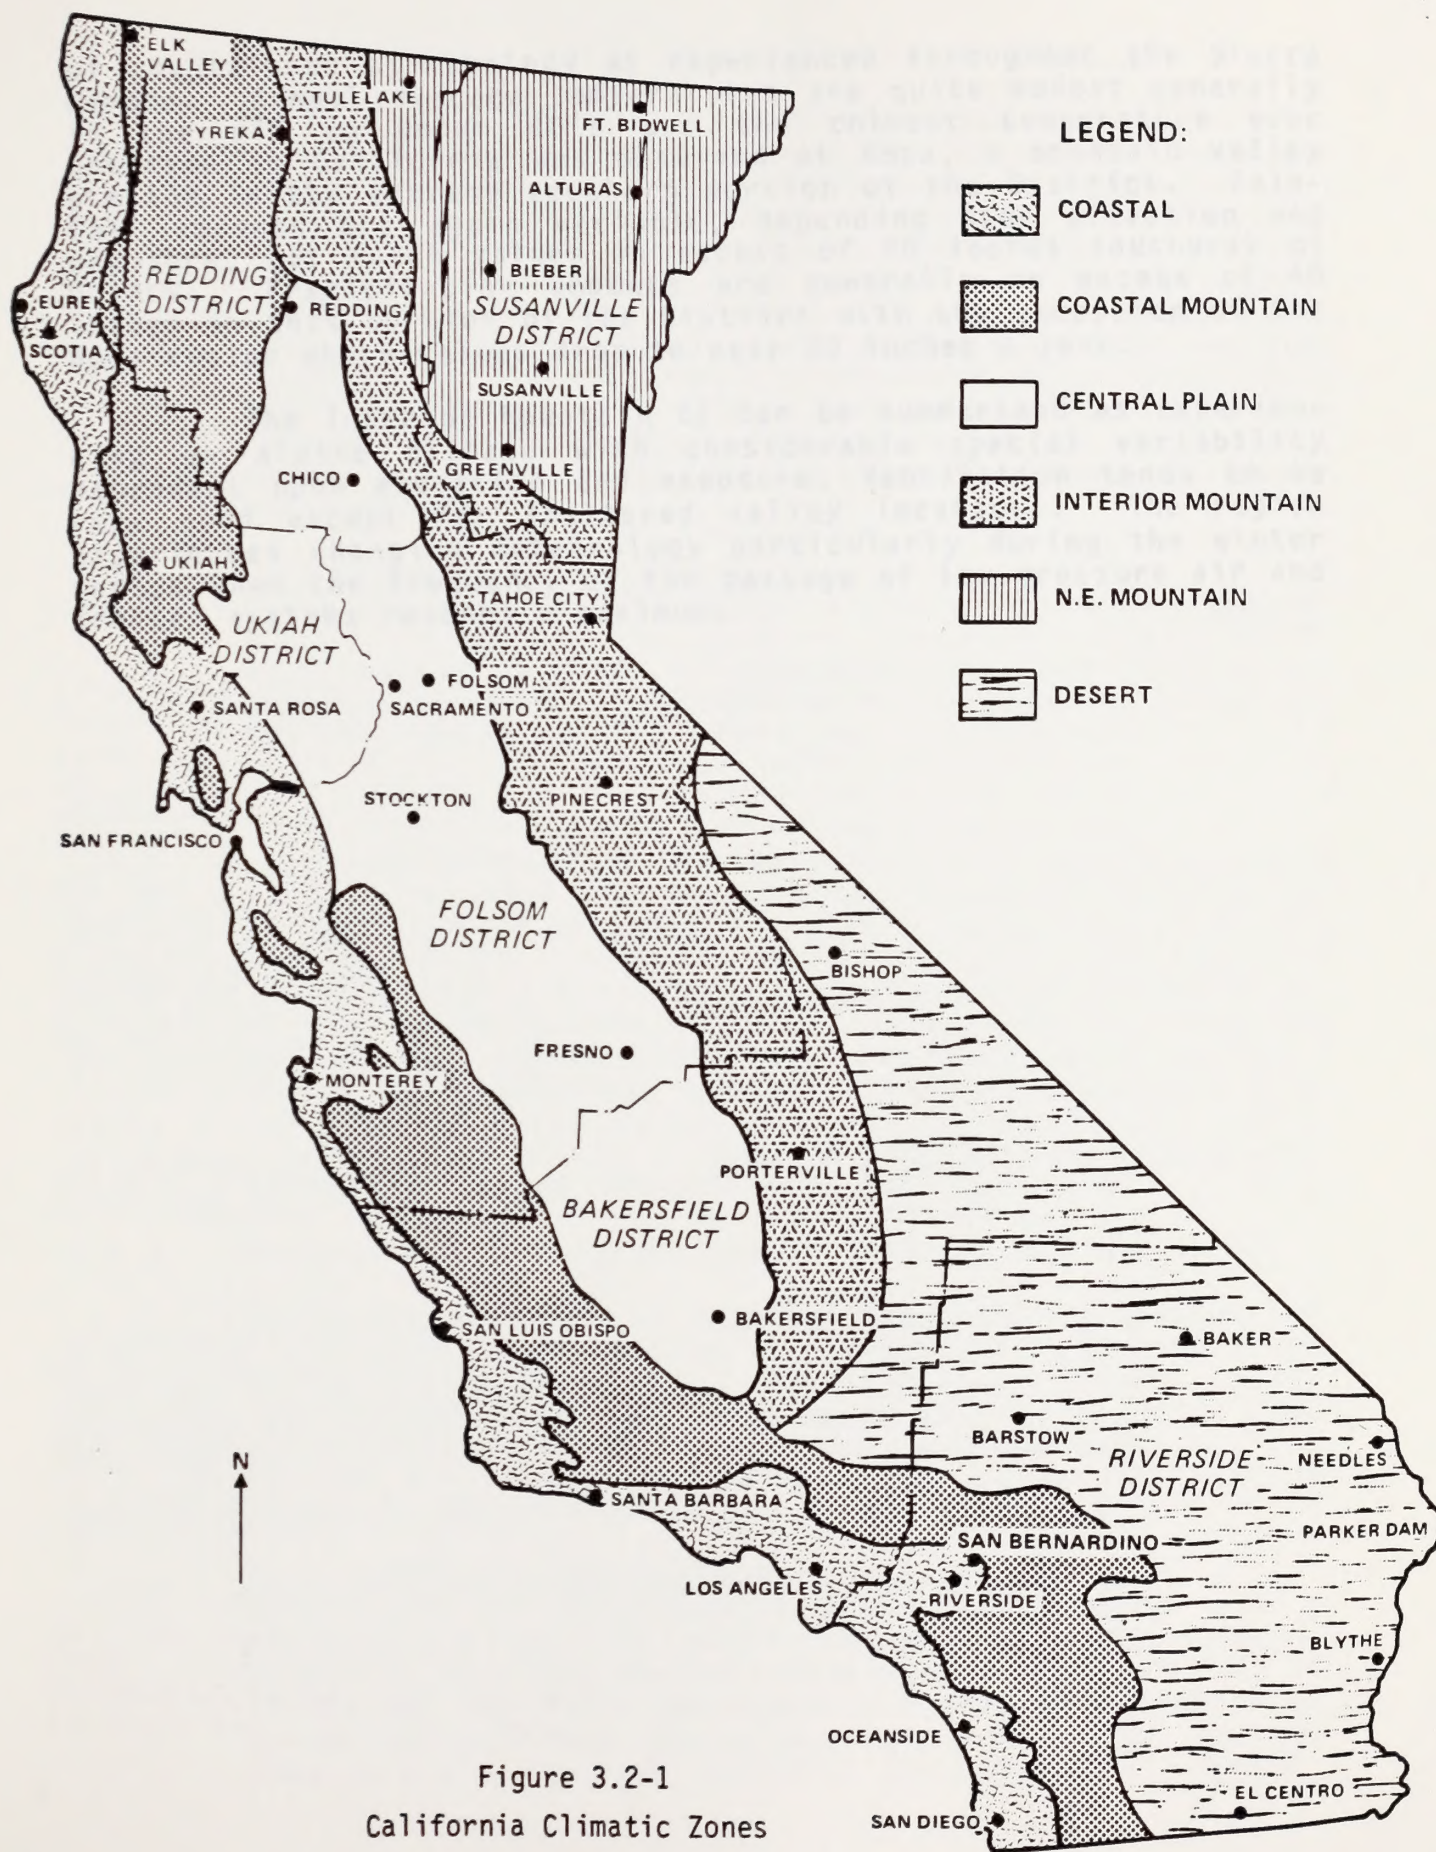 ELK
VALLEY
TULELAKE
FT. BIDWELL
YREKA
ALTURAS
LEGEND:
COASTAL
COASTAL MOUNTAIN
CENTRAL PLAIN
INTERIOR MOUNTAIN
N.E. MOUNTAIN
DESERT
REDDING
DISTRICT
BIEBER
SUSANVILLE
DISTRICT
EUREK
REDDING
SCOTIA
SUSANVILLE
GREENVILLE
CHICO
UKIAH
TAHOE CITY
UKIAH
DISTRICT
FOLSOM
SANTA ROSA
SACRAMENTO
STOCKTON
PINECREST
SAN FRANCISCO
FOLSOM
DISTRICT
BISHOP
FRESNO
MONTEREY
PORTERVILLE
BAKERSFIELD
DISTRICT
BAKERSFIELD
SAN LUIS OBISPO
BAKER
BARSTOW
RIVERSIDE
DISTRICT
NEEDLES
N
SANTA BARBARA
PARKER DAM
SAN BERNARDINO
LOS ANGELES
RIVERSIDE
BLYTHE
OCEANSIDE
EL CENTRO
SAN DIEGO
Figure 3.2-1
California Climatic Zones